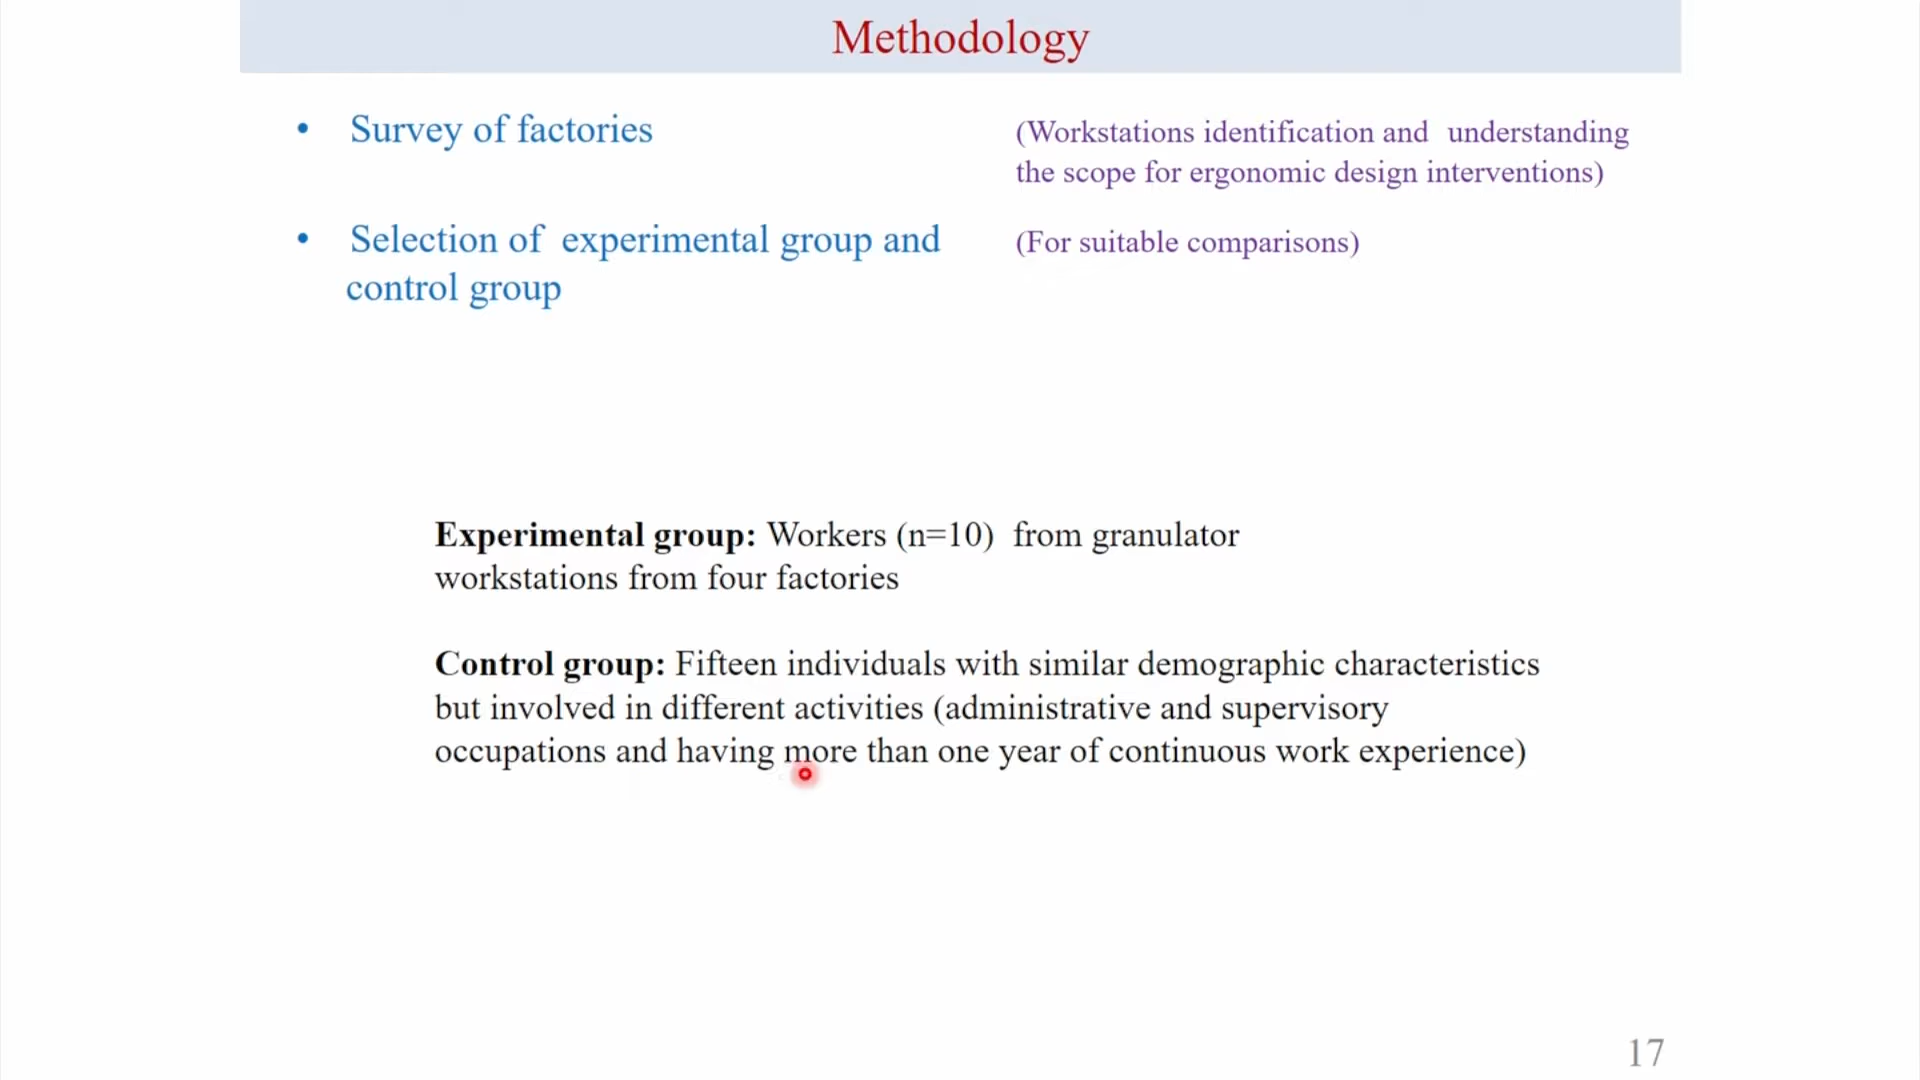 Methodology
• Survey of factories
(Workstations identification and understanding
the scope for ergonomic design interventions)
• Selection of experimental group and
control group
(For suitable comparisons)
Experimental group: Workers (n=10) from granulator
workstations from four factories
Control group: Fifteen individuals with similar demographic characteristics
but involved in different activities (administrative and supervisory
occupations and having more than one year of continuous work experience)
17